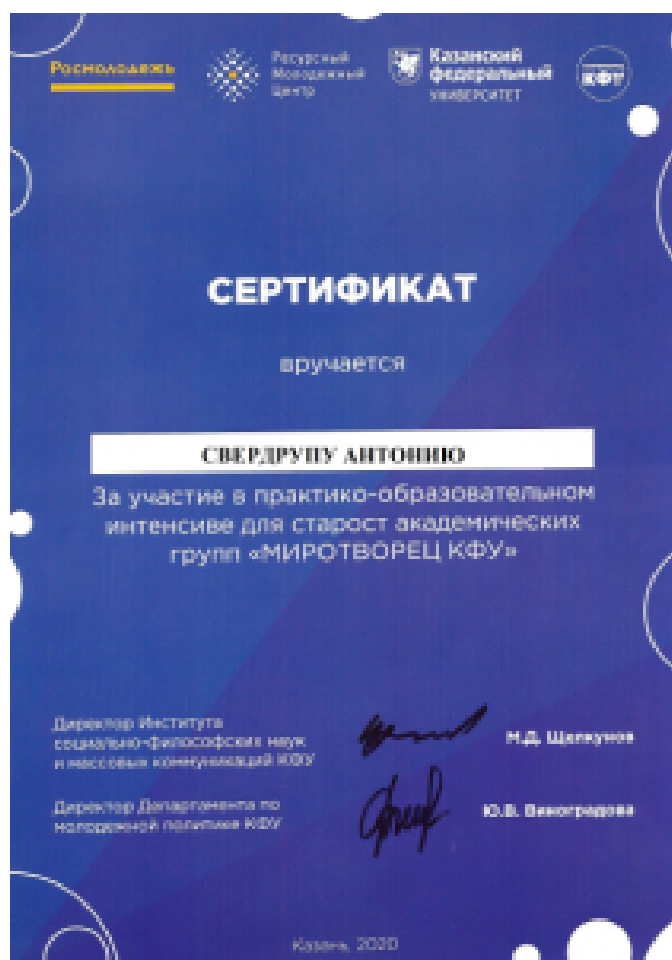 Росмолодежь
Ресурсный
Молодежный
Центр
Казанский
федеральный
УНИВЕРСИТЕТ
СЕРТИФИКАТ
вручается
СВЕРДРУПУ АНТОНИЮ
За участие в практико-образовательном
интенсиве для старост академических
групп «МИРОТВОРЕЦ КФУ»
Директор Института
социально-философских наук
и массовых коммуникаций КФУ
М.Д. Щелкунов
Директор Департамента по
молодежной политике КФУ
Ю.В. Виноградова
Казань, 2020